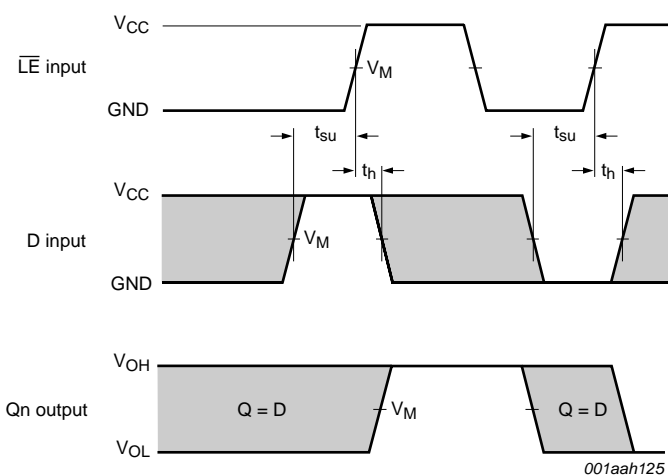 VCC
LE input
VM
GND
tsu
tsu
th
th
VCC
D input
VM
GND
VOH
Qn output
Q = D
VM
Q = D
VOL
001aah125